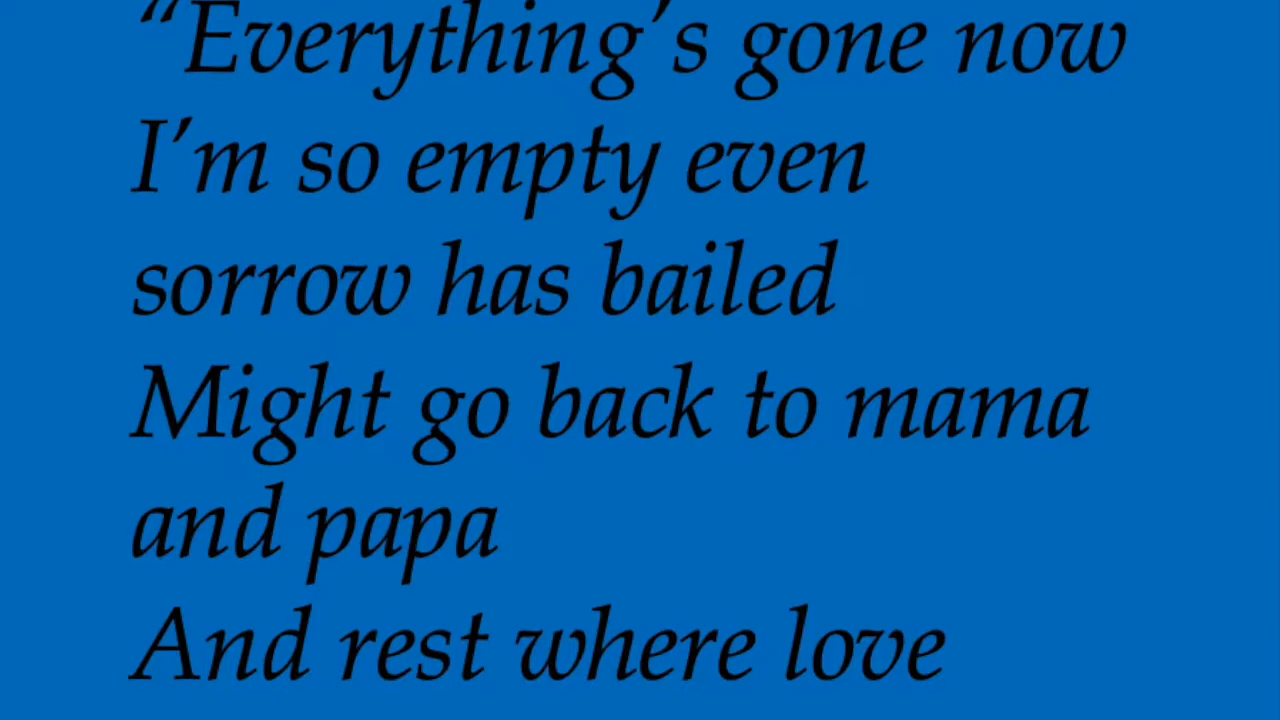 “Everything’s gone now
I’m so empty even
sorrow has bailed
Might go back to mama
and papa
And rest where love